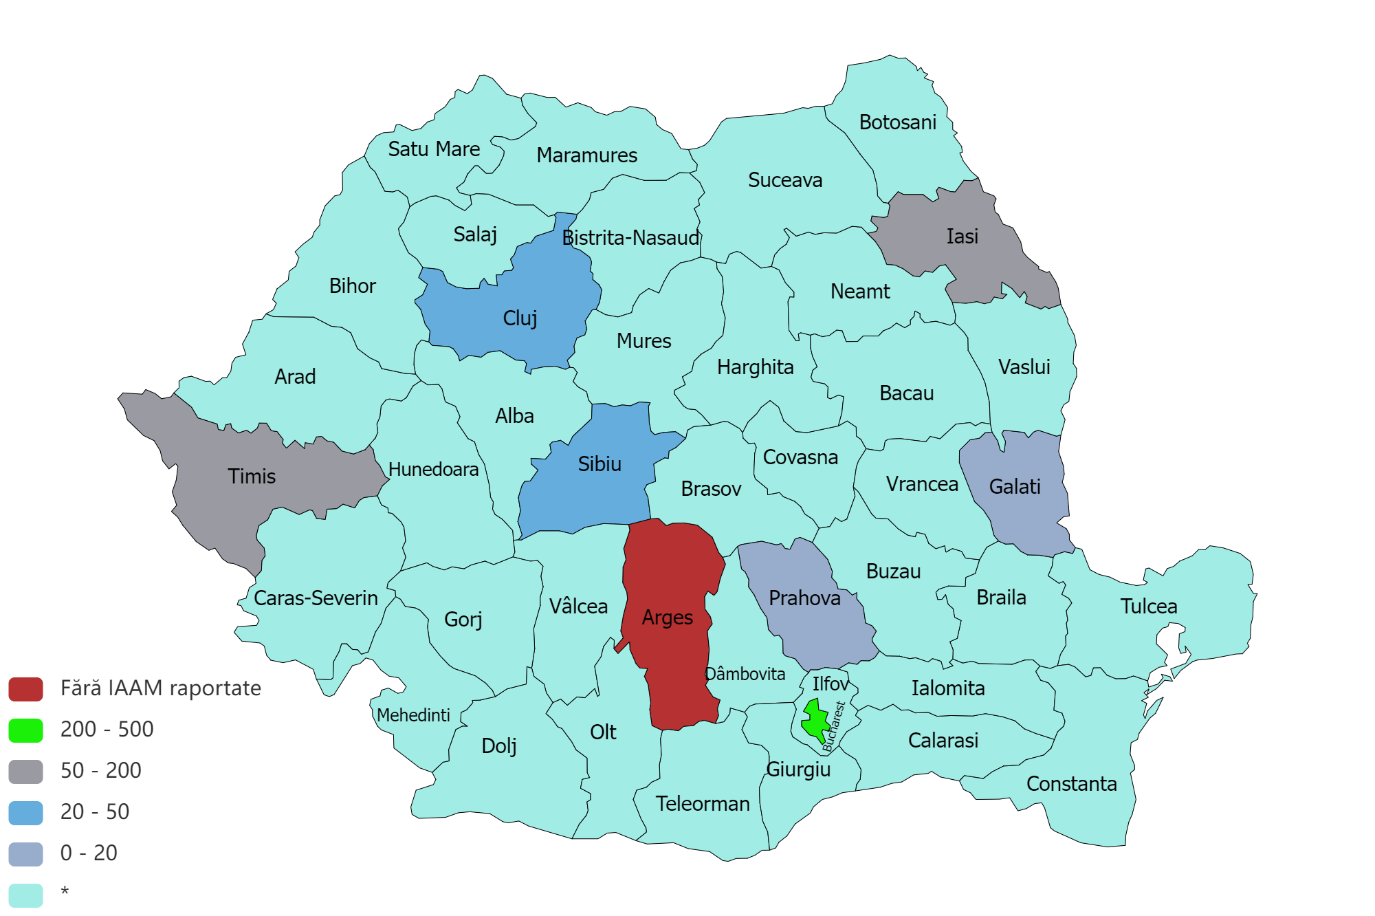 Botosani
Satu Mare
Maramures
Suceava
Salaj
Bistrita-Nasaud
Iasi
Bihor
Neamt
Cluj
Mures
Harghita
Vaslui
Arad
Bacau
Alba
Timis
Hunedoara
Sibiu
Covasna
Brasov
Vrancea
Galati
Buzau
Caras-Severin
Gorj
Vâlcea
Arges
Prahova
Braila
Tulcea
Dâmbovita
Ilfov
Ialomita
Mehedinti
Bucharest
Dolj
Olt
Calarasi
Giurgiu
Constanta
Teleorman
Fără IAAM raportate
200 - 500
50 - 200
20 - 50
0 - 20
*